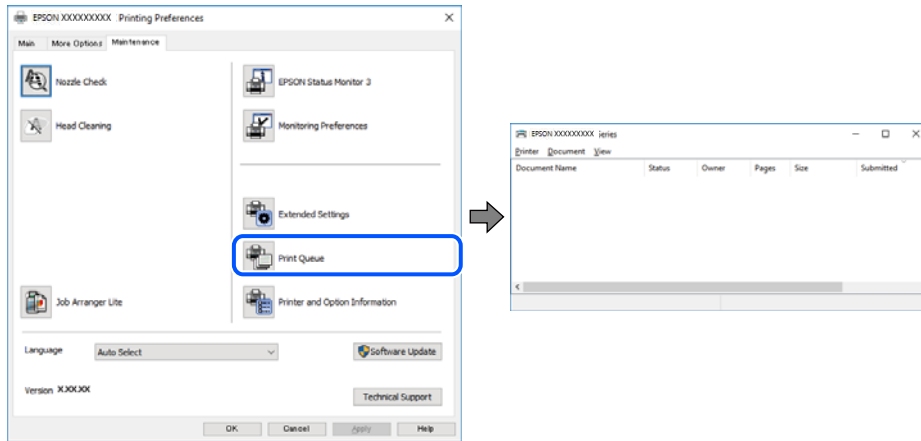 EPSON XXXXXXXXX Printing Preferences
Main More Options Maintenance
Nozzle Check
EPSON Status Monitor 3
Head Cleaning
Monitoring Preferences
Extended Settings
Print Queue
Job Arranger Lite
Printer and Option Information
Language Auto Select
Software Update
Version X.XX.XX
Technical Support
OK Cancel Apply Help
EPSON XXXXXXXXX eries
Printer Document View
Document Name Status Owner Pages Size Submitted